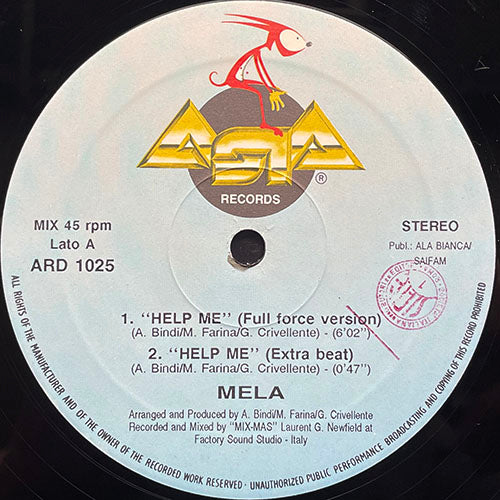 ASIA
RECORDS
®
MIX 45 rpm
Lato A
ARD 1025
STEREO
Publ.: ALA BIANCA/
SAIFAM
1. “HELP ME” (Full force version)
(A. Bindi/M. Farina/G. Crivellente) - (6'02")
2. “HELP ME” (Extra beat)
(A. Bindi/M. Farina/G. Crivellente) - (0'47")
MELA
Arranged and Produced by A. Bindi/M. Farina/G. Crivellente
Recorded and Mixed by "MIX-MAS" Laurent G. Newfield at
Factory Sound Studio - Italy
ALL RIGHTS OF THE MANUFACTURER AND OF THE OWNER OF THE RECORDED WORK RESERVED · UNAUTHORIZED PUBLIC PERFORMANCE BROADCASTING AND COPYING OF THIS RECORD PROHIBITED